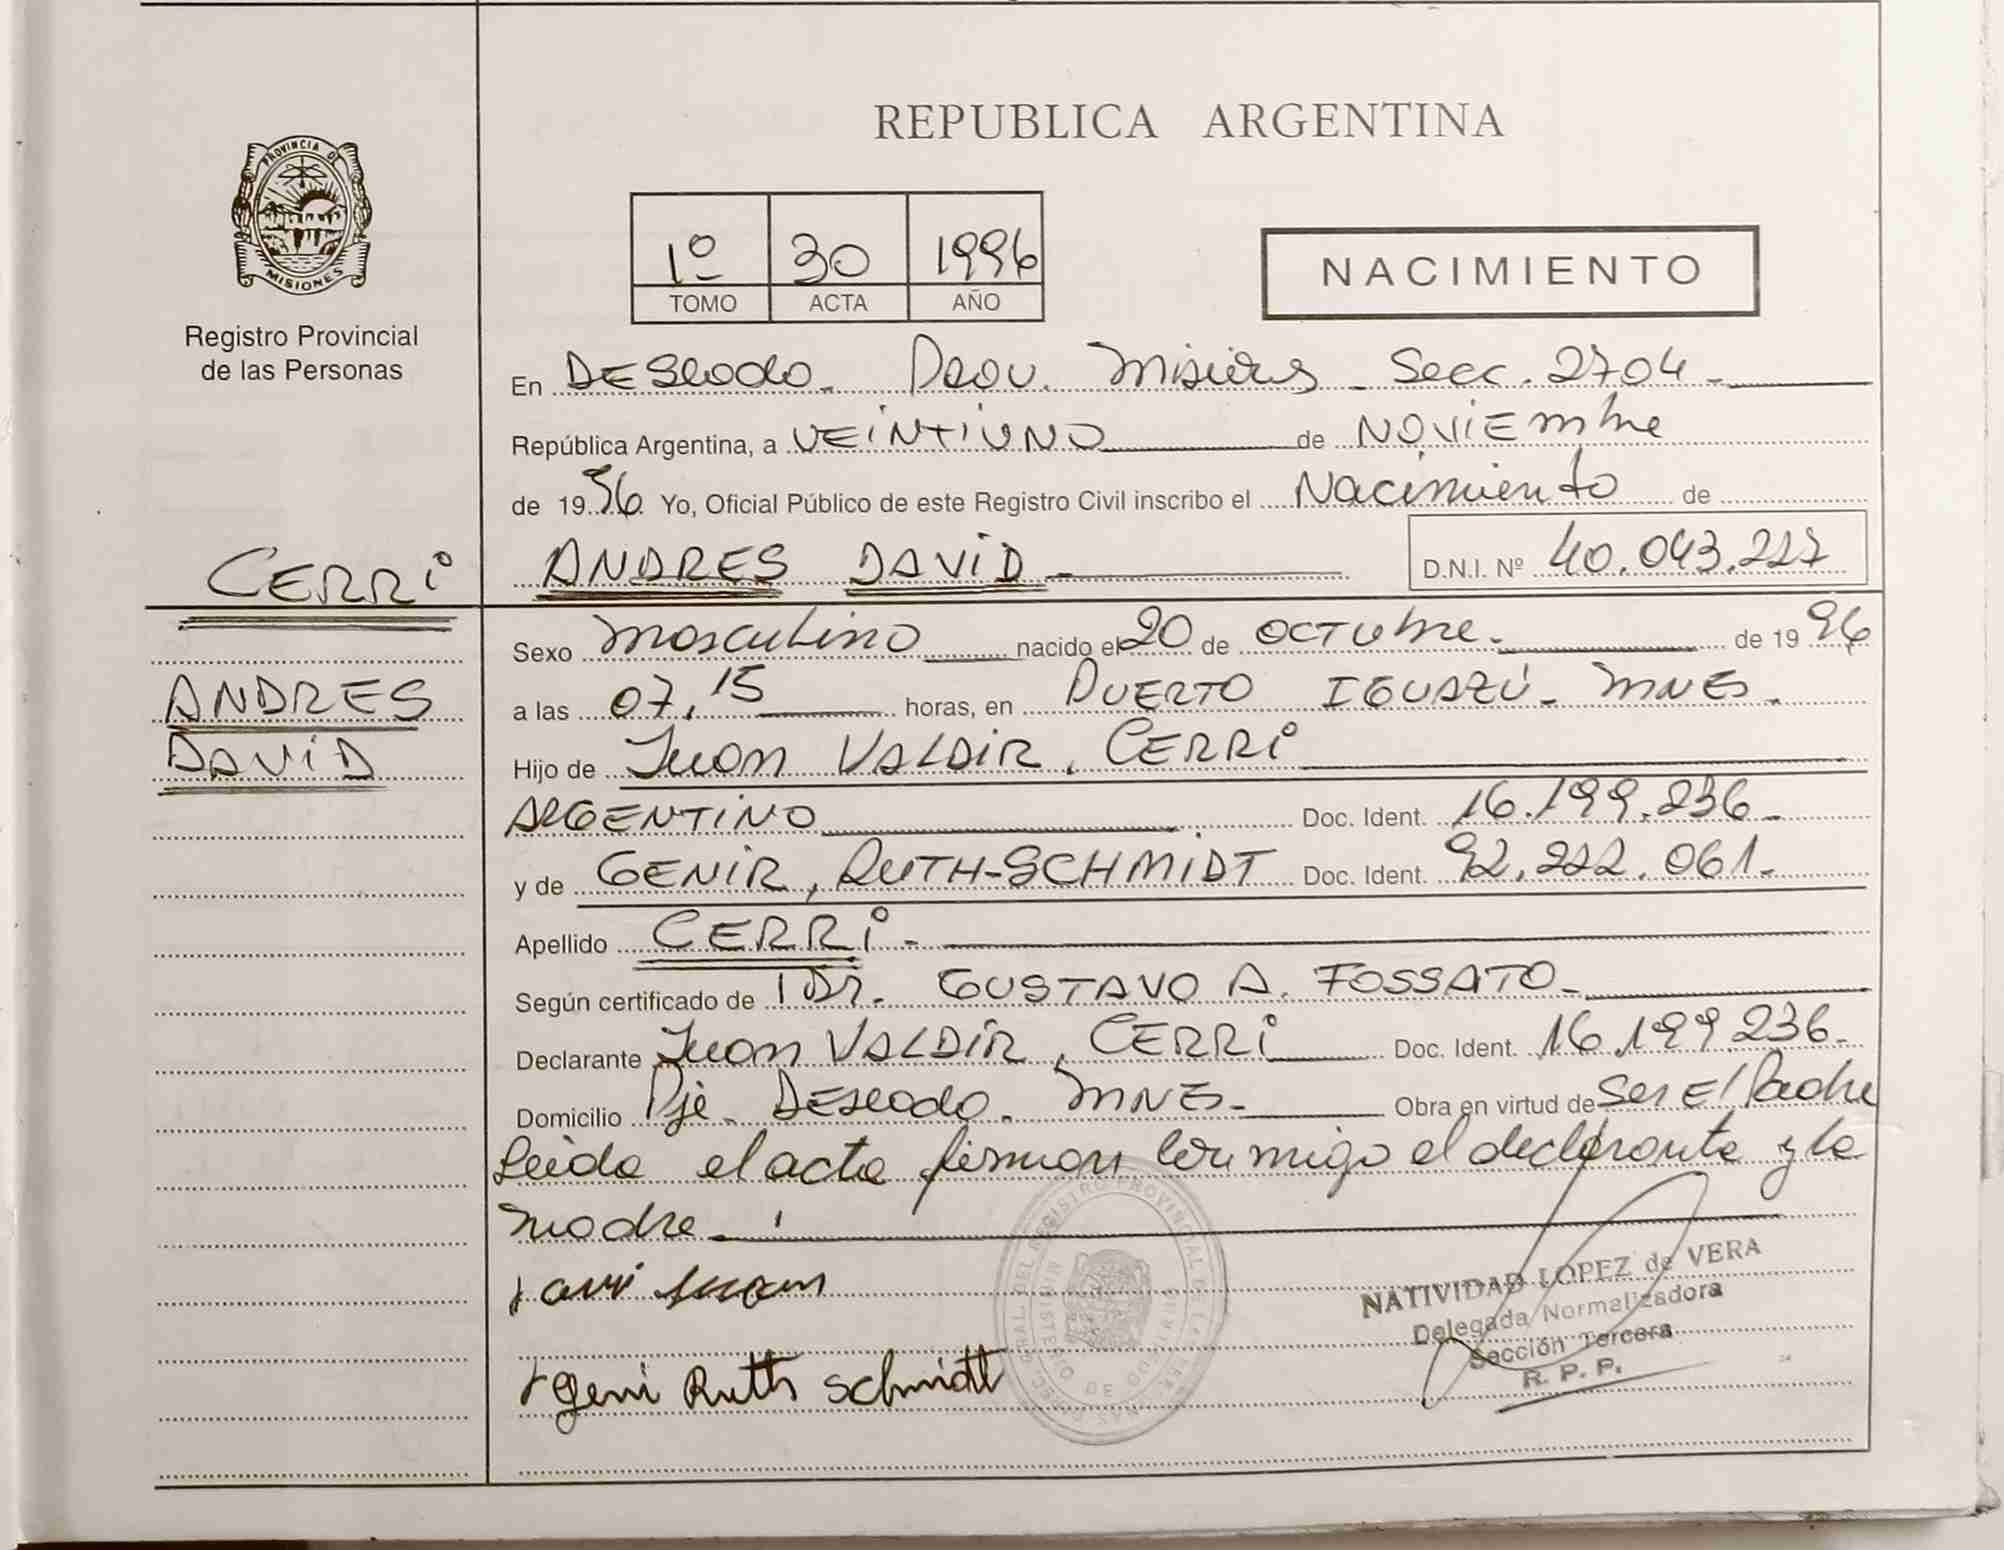 REPUBLICA ARGENTINA
PROVINCIA DE
MISIONES
Registro Provincial
de las Personas
1º 30 1996
TOMO ACTA AÑO
NACIMIENTO
En DESeado. Prov. Misiones - Secc. 2704.
República Argentina, a VEiNTiUNO de NOViEmbre
de 1996 Yo, Oficial Público de este Registro Civil inscribo el Nacimiento de
ANDRES DAViD
D.N.I. Nº 40.043.227
CERRi
ANDRES
DAViD
Sexo masculino nacido el 20 de OCTUbre. de 1996
a las 07,15 horas, en PUERTO IGUAZÚ - MNES.
Hijo de Juan VALDiR, CERRi
ARGENTiNO Doc. Ident. 16.199.236-
y de GENiR, RUTH-SCHMiDT Doc. Ident. 92.222.061-
Apellido CERRi-
Según certificado de Dr. GUSTAVO A. FOSSATO-
Declarante Juan VALDiR, CERRi Doc. Ident. 16.199.236-
Domicilio Pje. DESeado. MNES- Obra en virtud de Ser El Padre
Leida el acta firman conmigo el declarante y la
madre.
Geni Ruth Schmidt
NATIVIDAD LOPEZ de VERA
Delegada Normalizadora
Sección Tercera
R. P. P.